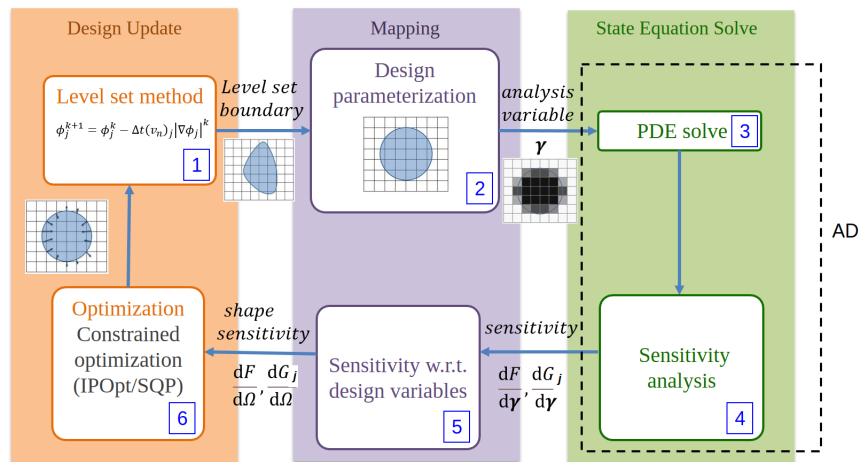 Design Update
Mapping
State Equation Solve
Level set method
ϕ_j^{k+1} = ϕ_j^k − Δt(v_n)_j|∇ϕ_j|^k
1
Level set
boundary
Design
parameterization
2
analysis
variable
γ
PDE solve
3
AD
Optimization
Constrained
optimization
(IPOpt/SQP)
6
shape
sensitivity
dF/dΩ, dG_j/dΩ
Sensitivity w.r.t.
design variables
5
sensitivity
dF/dγ, dG_j/dγ
Sensitivity
analysis
4